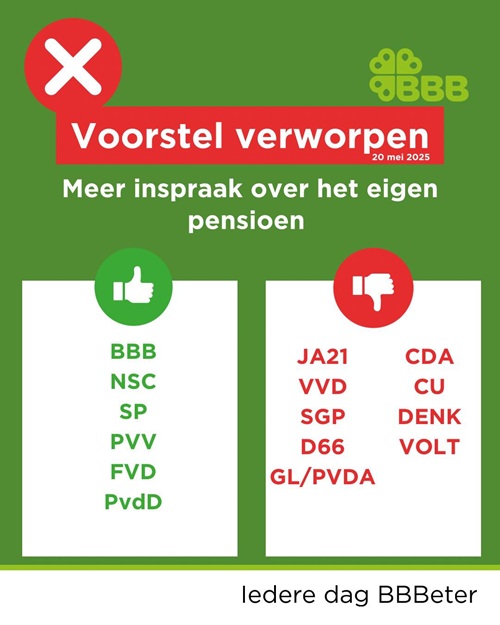 BBB
Voorstel verworpen
20 mei 2025
Meer inspraak over het eigen
pensioen
BBB
NSC
SP
PVV
FVD
PvdD
JA21
VVD
SGP
D66
GL/PVDA
CDA
CU
DENK
VOLT
Iedere dag BBBeter